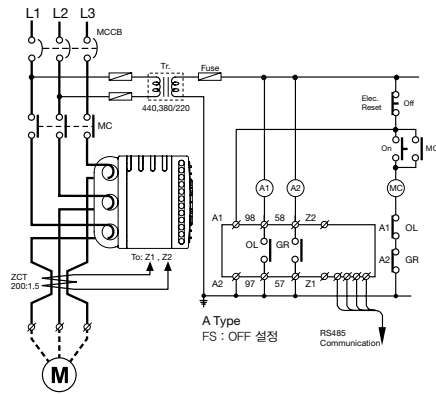 L1 L2 L3
MCCB
Tr.
Fuse
440,380/220
Elec.
Reset
Off
MC
On
MC
A1
A2
MC
A1 98 58 Z2
A1 OL
OL GR
A2 GR
To: Z1 , Z2
ZCT
200:1.5
A2 97 57 Z1
A Type
FS : OFF 설정
RS485
Communication
M